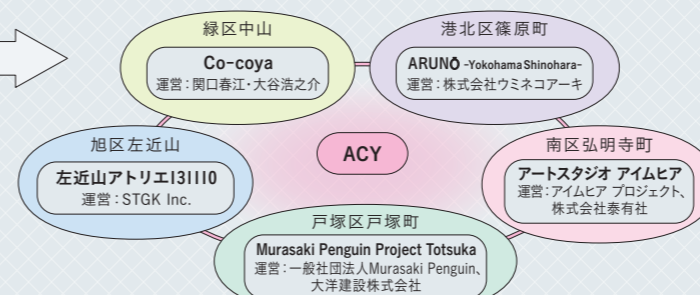 緑区中山
Co-coya
運営：関口春江・大谷浩之介
港北区篠原町
ARUNŌ -Yokohama Shinohara-
運営：株式会社ウミネコアーキ
旭区左近山
左近山アトリエ131110
運営：STGK Inc.
ACY
南区弘明寺町
アートスタジオ アイムヒア
運営：アイムヒア プロジェクト、
株式会社泰有社
戸塚区戸塚町
Murasaki Penguin Project Totsuka
運営：一般社団法人Murasaki Penguin、
大洋建設株式会社